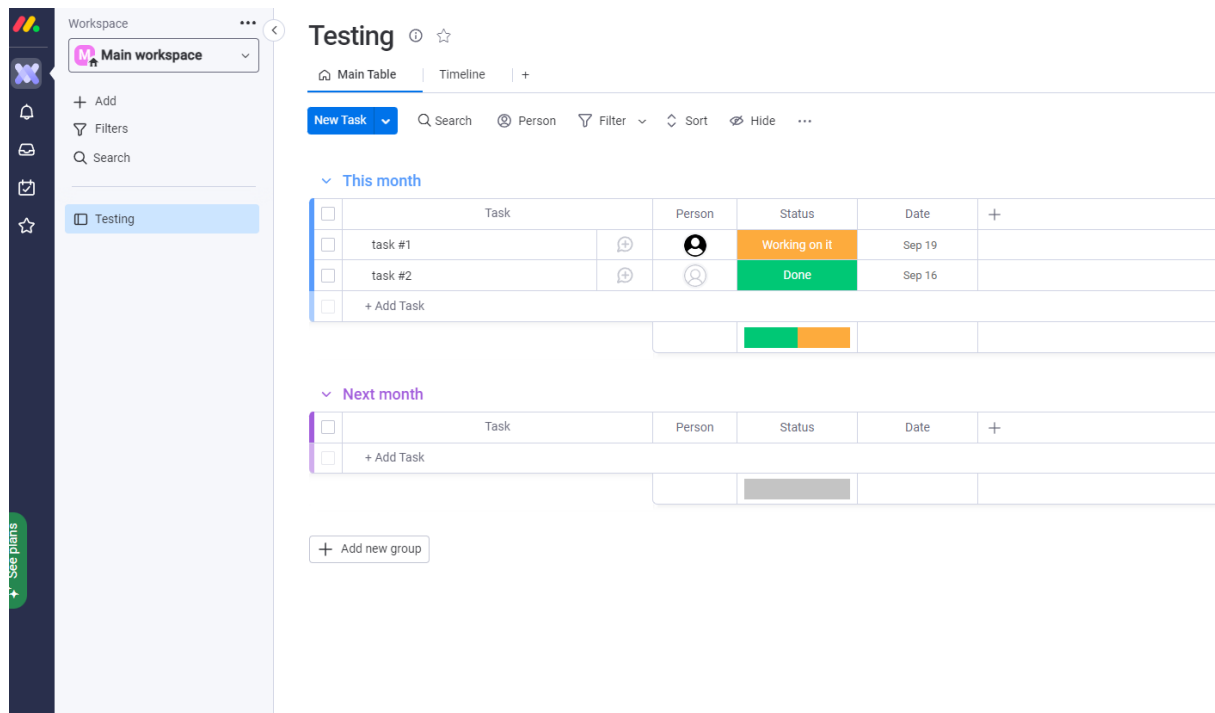 Workspace
M Main workspace
Add
Filters
Search
Testing
See plans
Testing
Main Table Timeline +
New Task Search Person Filter Sort Hide
This month
Task Person Status Date +
task #1 Working on it Sep 19
task #2 Done Sep 16
+ Add Task
Next month
Task Person Status Date +
+ Add Task
+ Add new group